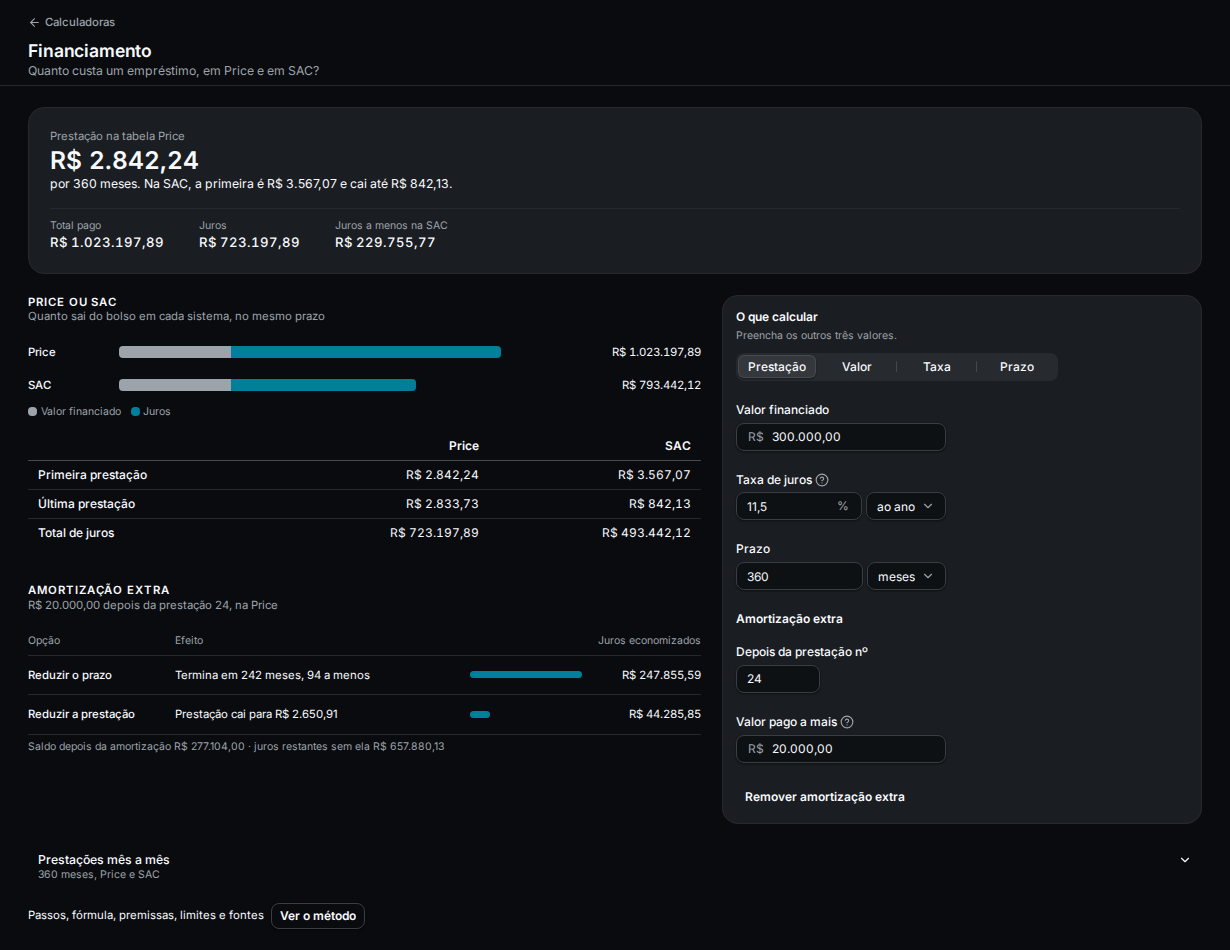 ← Calculadoras
Financiamento
Quanto custa um empréstimo, em Price e em SAC?
Prestação na tabela Price
R$ 2.842,24
por 360 meses. Na SAC, a primeira é R$ 3.567,07 e cai até R$ 842,13.
Total pago Juros Juros a menos na SAC
R$ 1.023.197,89 R$ 723.197,89 R$ 229.755,77
PRICE OU SAC
Quanto sai do bolso em cada sistema, no mesmo prazo
Price R$ 1.023.197,89
SAC R$ 793.442,12
Valor financiado Juros
Price SAC
Primeira prestação R$ 2.842,24 R$ 3.567,07
Última prestação R$ 2.833,73 R$ 842,13
Total de juros R$ 723.197,89 R$ 493.442,12
AMORTIZAÇÃO EXTRA
R$ 20.000,00 depois da prestação 24, na Price
Opção Efeito Juros economizados
Reduzir o prazo Termina em 242 meses, 94 a menos R$ 247.855,59
Reduzir a prestação Prestação cai para R$ 2.650,91 R$ 44.285,85
Saldo depois da amortização R$ 277.104,00 · juros restantes sem ela R$ 657.880,13
O que calcular
Preencha os outros três valores.
Prestação Valor Taxa Prazo
Valor financiado
R$ 300.000,00
Taxa de juros ?
11,5 % ao ano
Prazo
360 meses
Amortização extra
Depois da prestação nº
24
Valor pago a mais ?
R$ 20.000,00
Remover amortização extra
Prestações mês a mês
360 meses, Price e SAC
Passos, fórmula, premissas, limites e fontes Ver o método